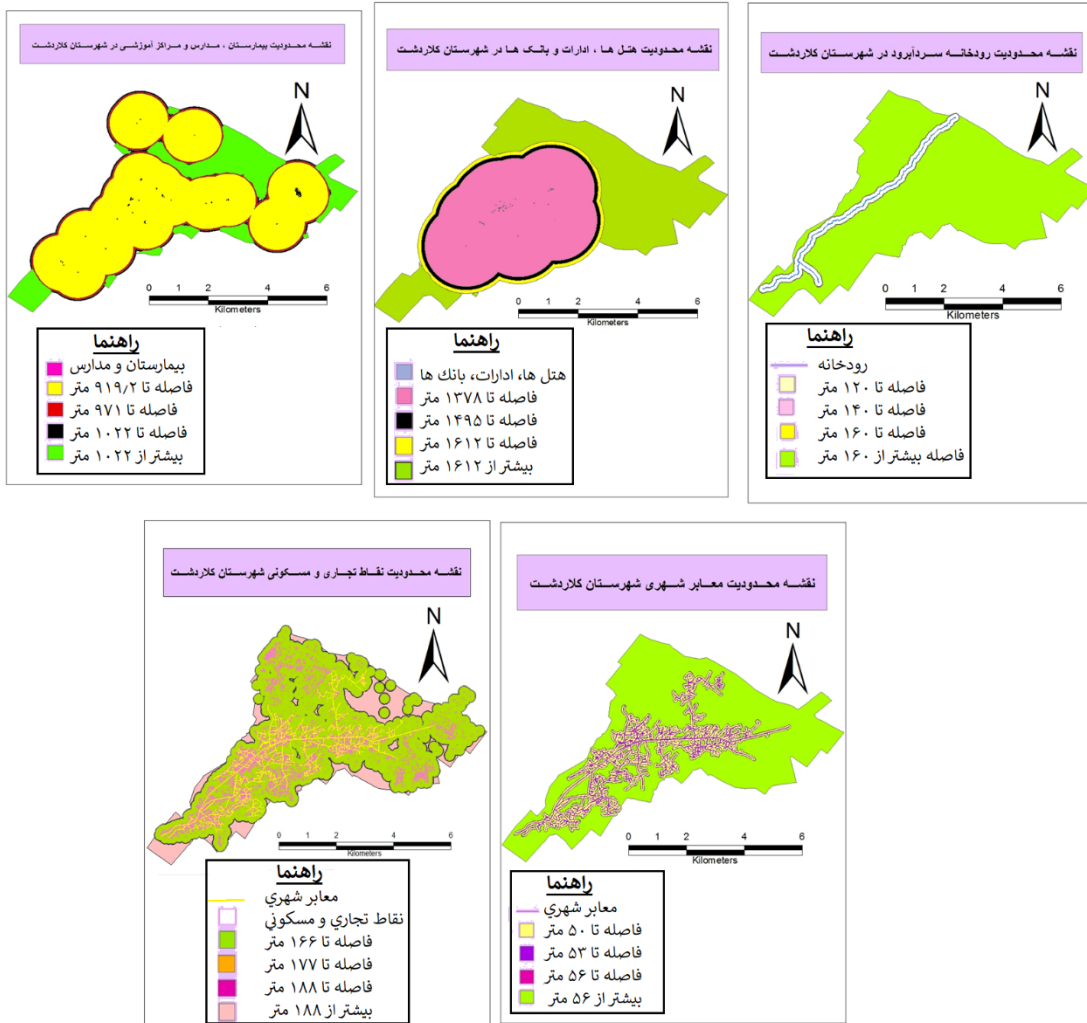 نقشه محدودیت بیمارستان ، مدارس و مراکز آموزشی در شهرستان کلاردشت
N
0 1 2 4 6
Kilometers
راهنما
بیمارستان و مدارس
فاصله تا ۹۱۹/۲ متر
فاصله تا ۹۷۱ متر
فاصله تا ۱۰۲۲ متر
بیشتر از ۱۰۲۲ متر
نقشه محدودیت هتل ها ، ادارات و بانک ها در شهرستان کلاردشت
N
0 1 2 4 6
Kilometers
راهنما
هتل ها، ادارات، بانك ها
فاصله تا ۱۳۷۸ متر
فاصله تا ۱۴۹۵ متر
فاصله تا ۱۶۱۲ متر
بیشتر از ۱۶۱۲ متر
نقشه محدودیت رودخانه سردآبرود در شهرستان کلاردشت
N
0 1 2 4 6
Kilometers
راهنما
رودخانه
فاصله تا ۱۲۰ متر
فاصله تا ۱۴۰ متر
فاصله تا ۱۶۰ متر
فاصله بیشتر از ۱۶۰ متر
نقشه محدودیت نقاط تجاری و مسکونی شهرستان کلاردشت
N
0 1 2 4 6
Kilometers
راهنما
معابر شهري
نقاط تجاري و مسكوني
فاصله تا ۱۶۶ متر
فاصله تا ۱۷۷ متر
فاصله تا ۱۸۸ متر
بیشتر از ۱۸۸ متر
نقشه محدودیت معابر شهری شهرستان کلاردشت
N
0 1 2 4 6
Kilometers
راهنما
معابر شهري
فاصله تا ۵۰ متر
فاصله تا ۵۳ متر
فاصله تا ۵۶ متر
بیشتر از ۵۶ متر